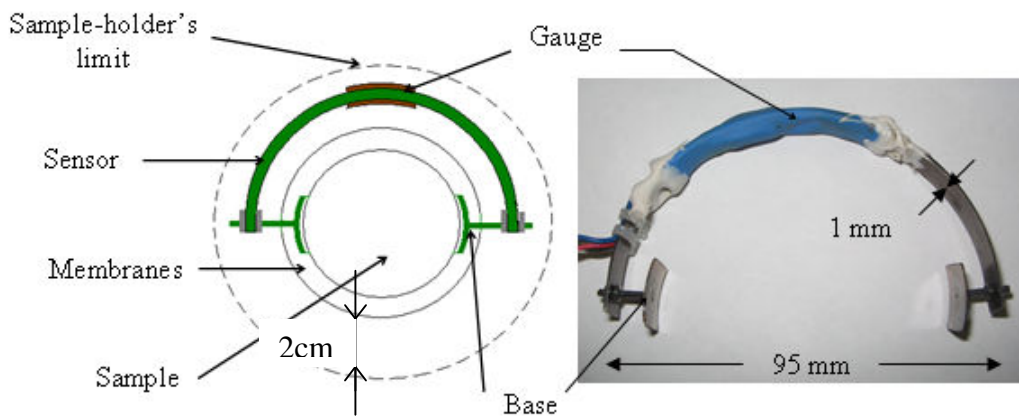 Sample-holder's
limit
Gauge
Sensor
1 mm
Membranes
2cm
95 mm
Sample
Base